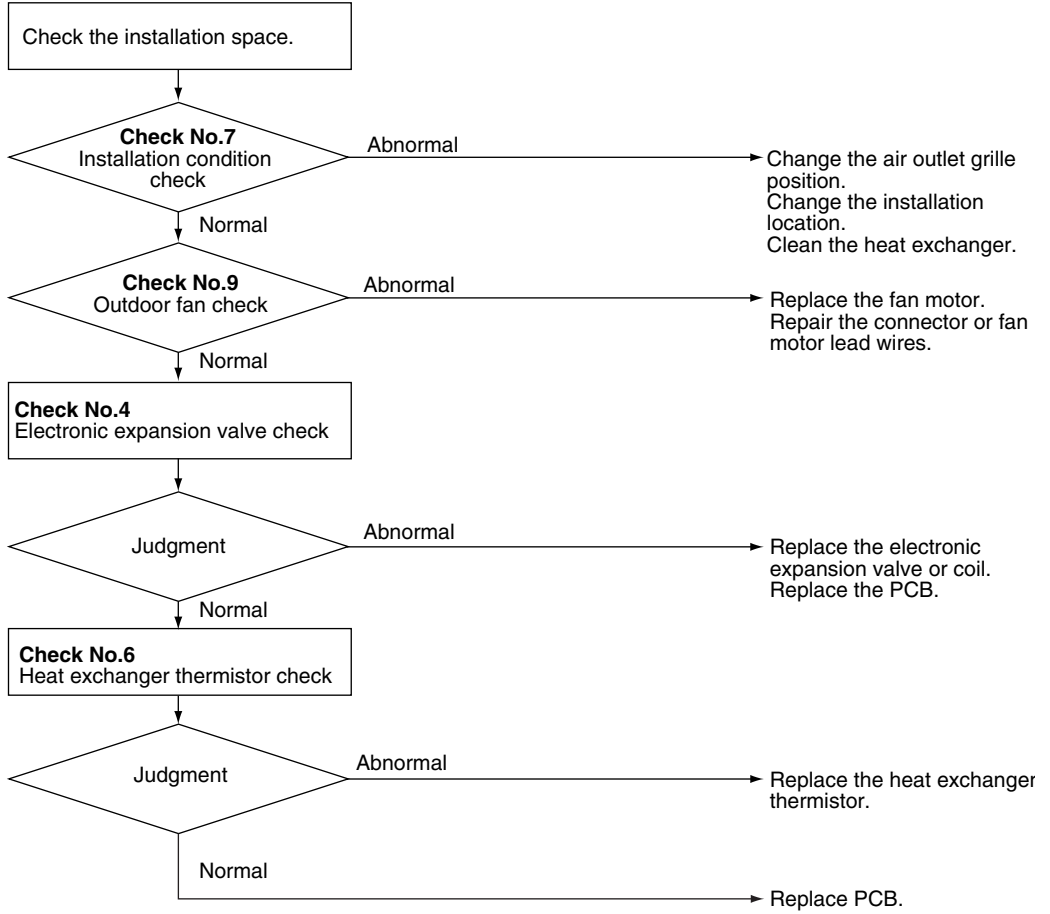 Check the installation space.
Check No.7
Installation condition
check
Abnormal
Change the air outlet grille
position.
Change the installation
location.
Clean the heat exchanger.
Normal
Check No.9
Outdoor fan check
Abnormal
Replace the fan motor.
Repair the connector or fan
motor lead wires.
Normal
Check No.4
Electronic expansion valve check
Judgment
Abnormal
Replace the electronic
expansion valve or coil.
Replace the PCB.
Normal
Check No.6
Heat exchanger thermistor check
Judgment
Abnormal
Replace the heat exchanger
thermistor.
Normal
Replace PCB.